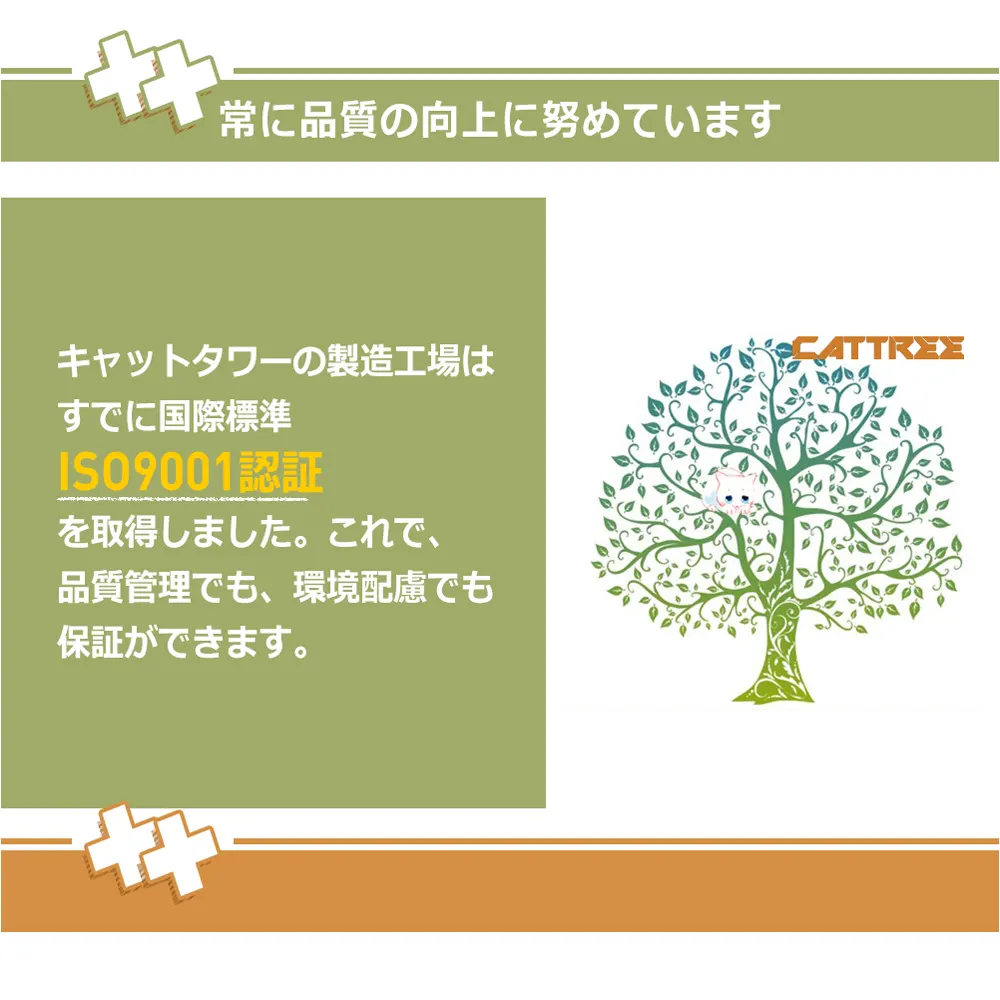 常に品質の向上に努めています
CATTREE
キャットタワーの製造工場は
すでに国際標準
ISO9001認証
を取得しました。これで、
品質管理でも、環境配慮でも
保証ができます。